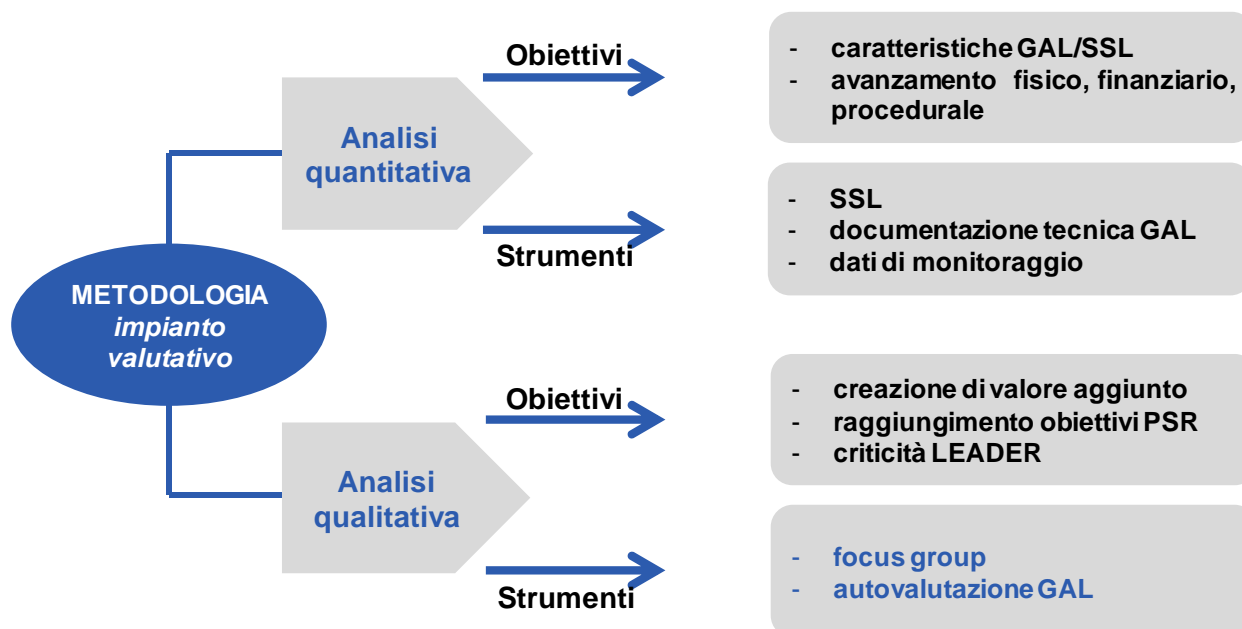 METODOLOGIA
impianto
valutativo
Analisi
quantitativa
Obiettivi
- caratteristiche GAL/SSL
- avanzamento fisico, finanziario,
procedurale
Strumenti
- SSL
- documentazione tecnica GAL
- dati di monitoraggio
Analisi
qualitativa
Obiettivi
- creazione di valore aggiunto
- raggiungimento obiettivi PSR
- criticità LEADER
Strumenti
- focus group
- autovalutazione GAL